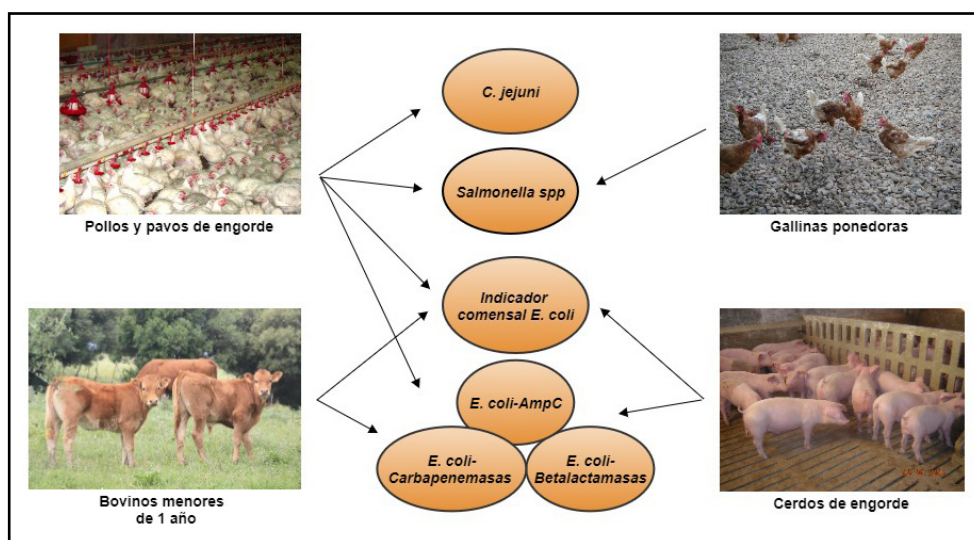 C. jejuni
Salmonella spp
Pollos y pavos de engorde
Gallinas ponedoras
Indicador
comensal E. coli
E. coli-AmpC
E. coli-
Carbapenemasas
E. coli-
Betalactamasas
Bovinos menores
de 1 año
Cerdos de engorde